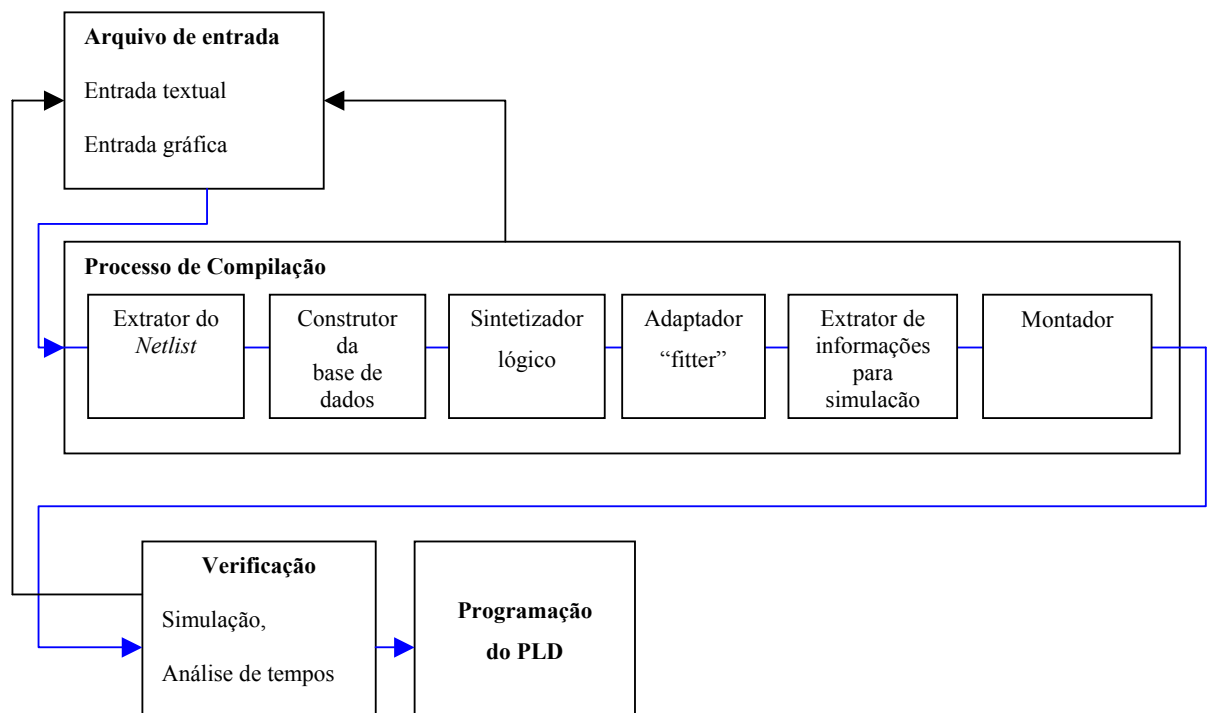 Arquivo de entrada
Entrada textual
Entrada gráfica
Processo de Compilação
Extrator do
Netlist
Construtor
da
base de
dados
Sintetizador
lógico
Adaptador
“fitter”
Extrator de
informações
para
simulação
Montador
Verificação
Simulação,
Análise de tempos
Programação
do PLD